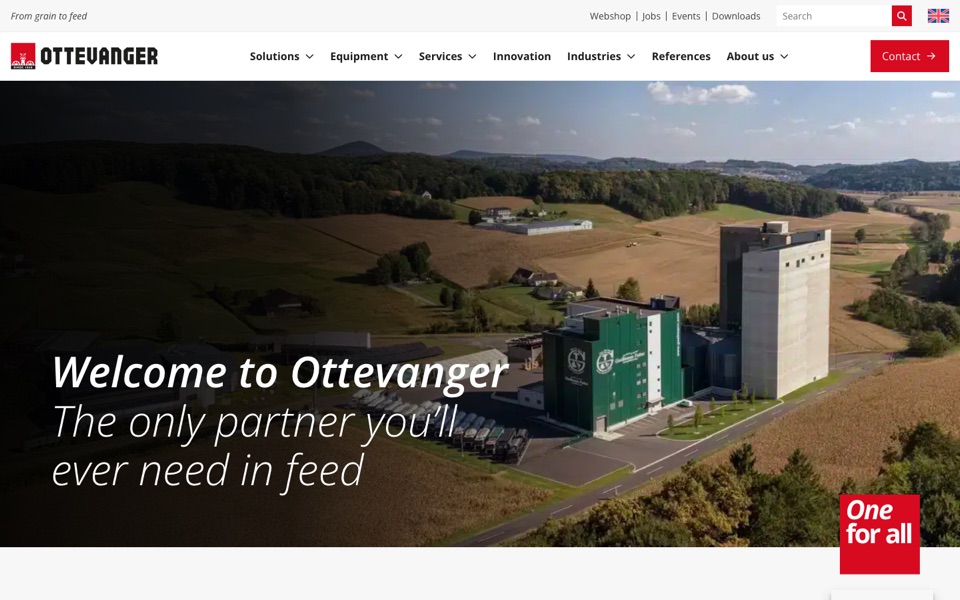 From grain to feed
Webshop | Jobs | Events | Downloads
Search
OTTEVANGER
Solutions
Equipment
Services
Innovation
Industries
References
About us
Contact
Welcome to Ottevanger
The only partner you'll
ever need in feed
One
for all